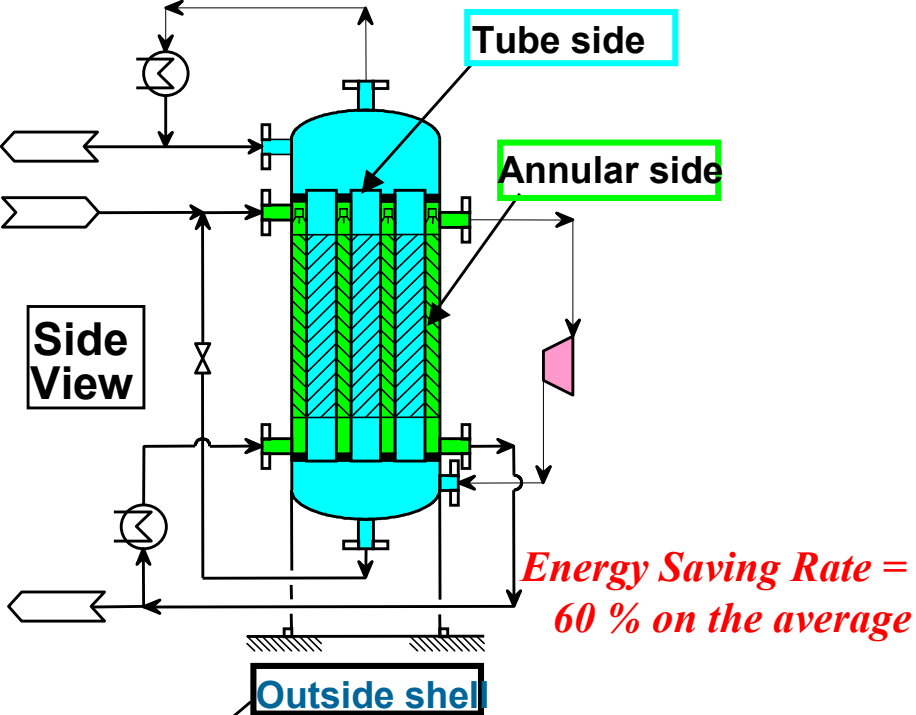 Tube side
Annular side
Side
View
Energy Saving Rate =
60 % on the average
Outside shell